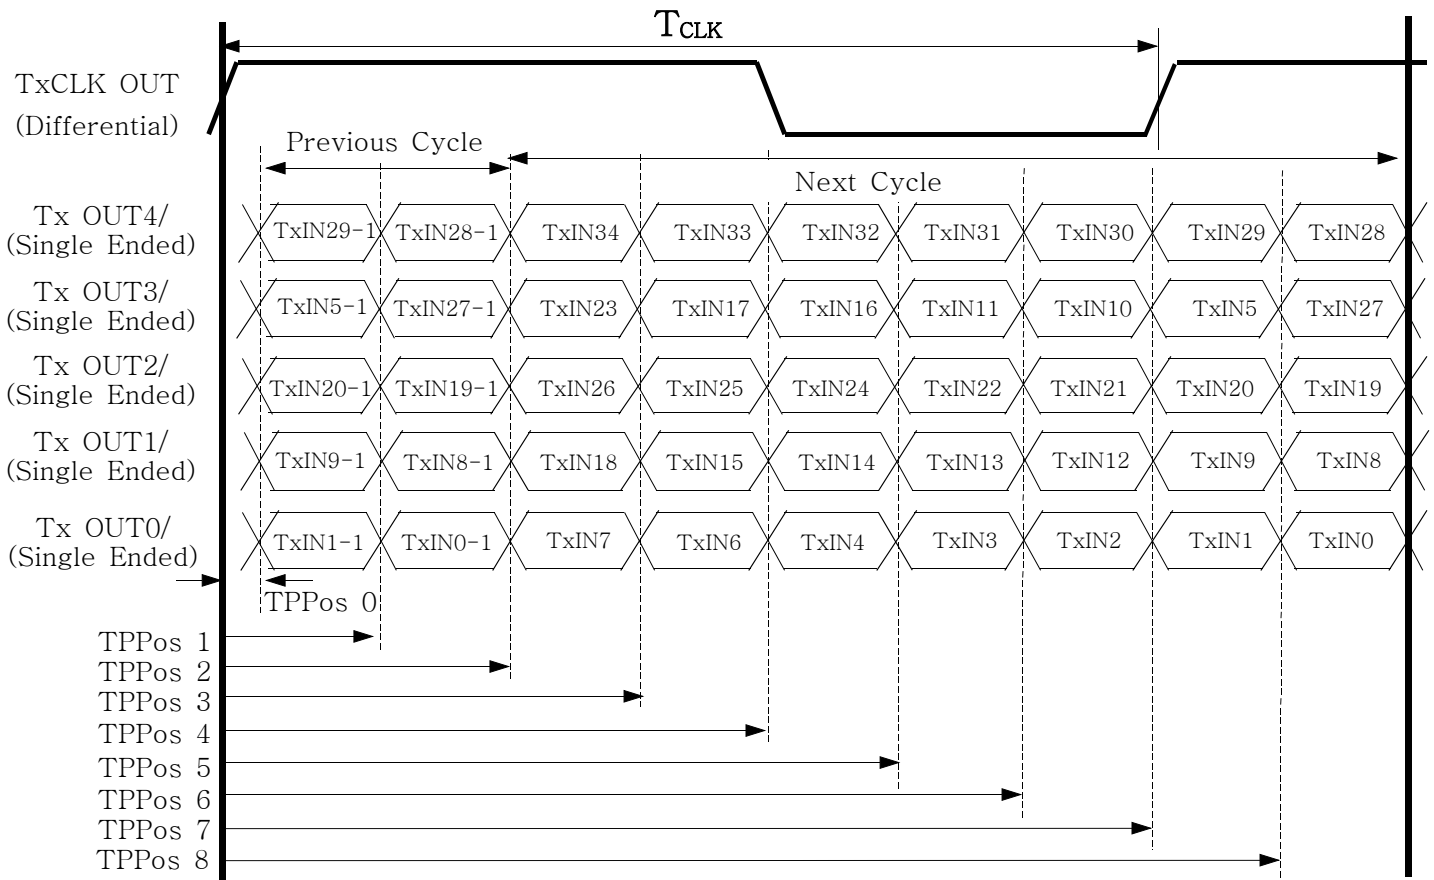 TCLK
TxCLK OUT
(Differential)
Previous Cycle
Next Cycle
Tx OUT4/
(Single Ended)
TxIN29-1 TxIN28-1 TxIN34 TxIN33 TxIN32 TxIN31 TxIN30 TxIN29 TxIN28
Tx OUT3/
(Single Ended)
TxIN5-1 TxIN27-1 TxIN23 TxIN17 TxIN16 TxIN11 TxIN10 TxIN5 TxIN27
Tx OUT2/
(Single Ended)
TxIN20-1 TxIN19-1 TxIN26 TxIN25 TxIN24 TxIN22 TxIN21 TxIN20 TxIN19
Tx OUT1/
(Single Ended)
TxIN9-1 TxIN8-1 TxIN18 TxIN15 TxIN14 TxIN13 TxIN12 TxIN9 TxIN8
Tx OUT0/
(Single Ended)
TxIN1-1 TxIN0-1 TxIN7 TxIN6 TxIN4 TxIN3 TxIN2 TxIN1 TxIN0
TPPos 0
TPPos 1
TPPos 2
TPPos 3
TPPos 4
TPPos 5
TPPos 6
TPPos 7
TPPos 8